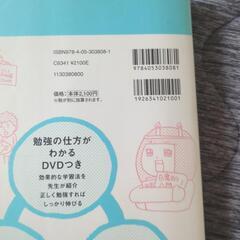 ISBN978-4-05-303808-1
C6341 ¥2100E
1130380800
価格：本体2,100円
※税が別に加算されます
9784053038081
1926341021001
勉強の仕方が
わかる
DVDつき
効果的な学習法を
先生が紹介
正しく勉強すれば
しっかり伸びる